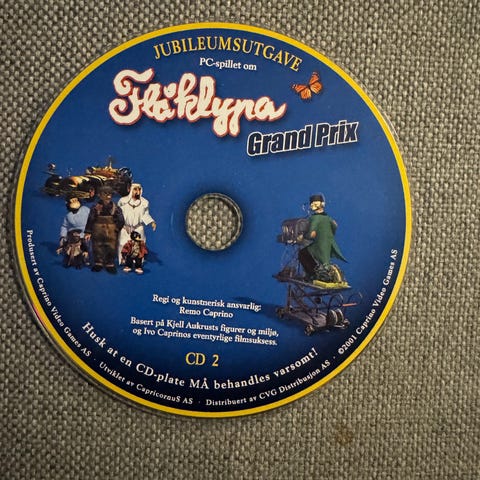 JUBILEUMSUTGAVE
PC-spillet om
Flåklypa
Grand Prix
Regi og kunstnerisk ansvarlig:
Remo Caprino
Basert på Kjell Aukrusts figurer og miljø,
og Ivo Caprinos eventyrlige filmsuksess.
CD 2
Husk at en CD-plate MÅ behandles varsomt!
Produsert av Caprino Video Games AS · Utviklet av CapricornuS AS · Distribuert av CVG Distribusjon AS · ©2001 Caprino Video Games AS